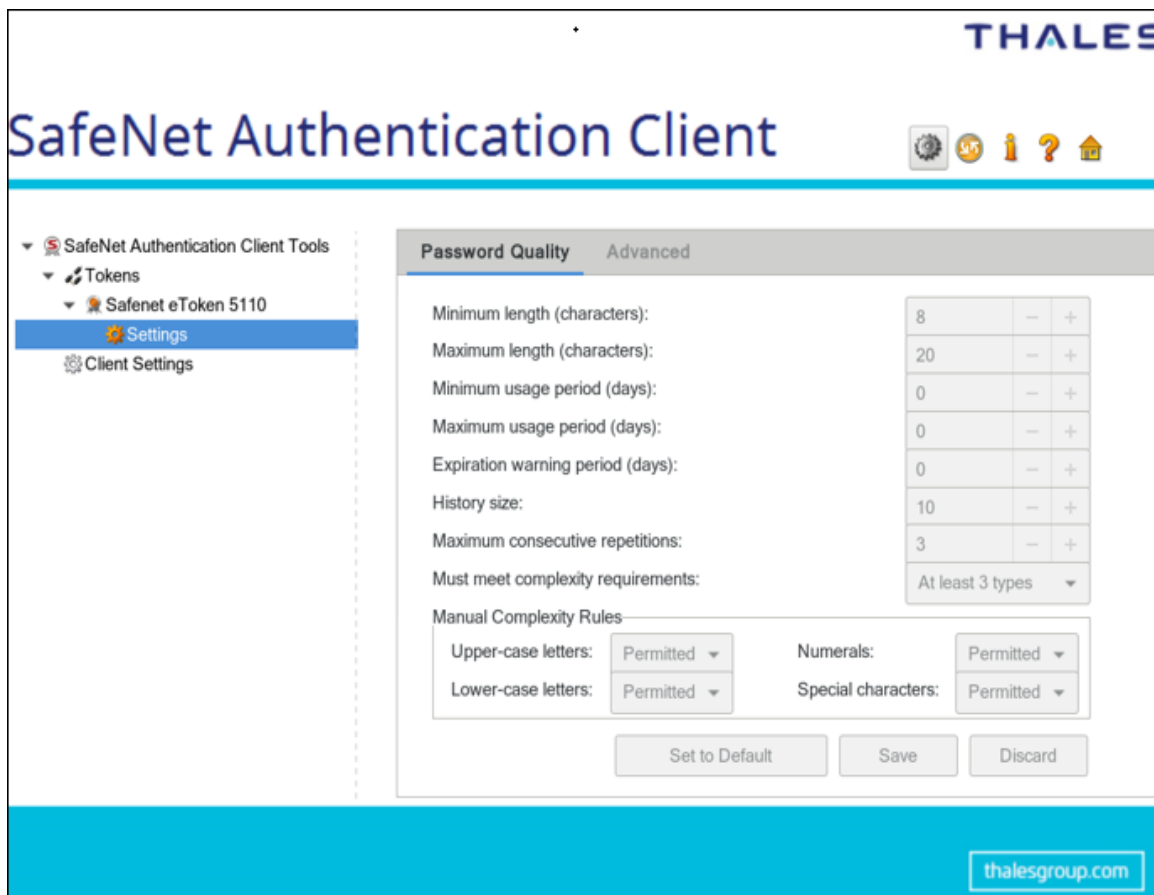 THALES
SafeNet Authentication Client
SafeNet Authentication Client Tools
Tokens
Safenet eToken 5110
Settings
Client Settings
Password Quality Advanced
Minimum length (characters): 8
Maximum length (characters): 20
Minimum usage period (days): 0
Maximum usage period (days): 0
Expiration warning period (days): 0
History size: 10
Maximum consecutive repetitions: 3
Must meet complexity requirements: At least 3 types
Manual Complexity Rules
Upper-case letters: Permitted Numerals: Permitted
Lower-case letters: Permitted Special characters: Permitted
Set to Default Save Discard
thalesgroup.com